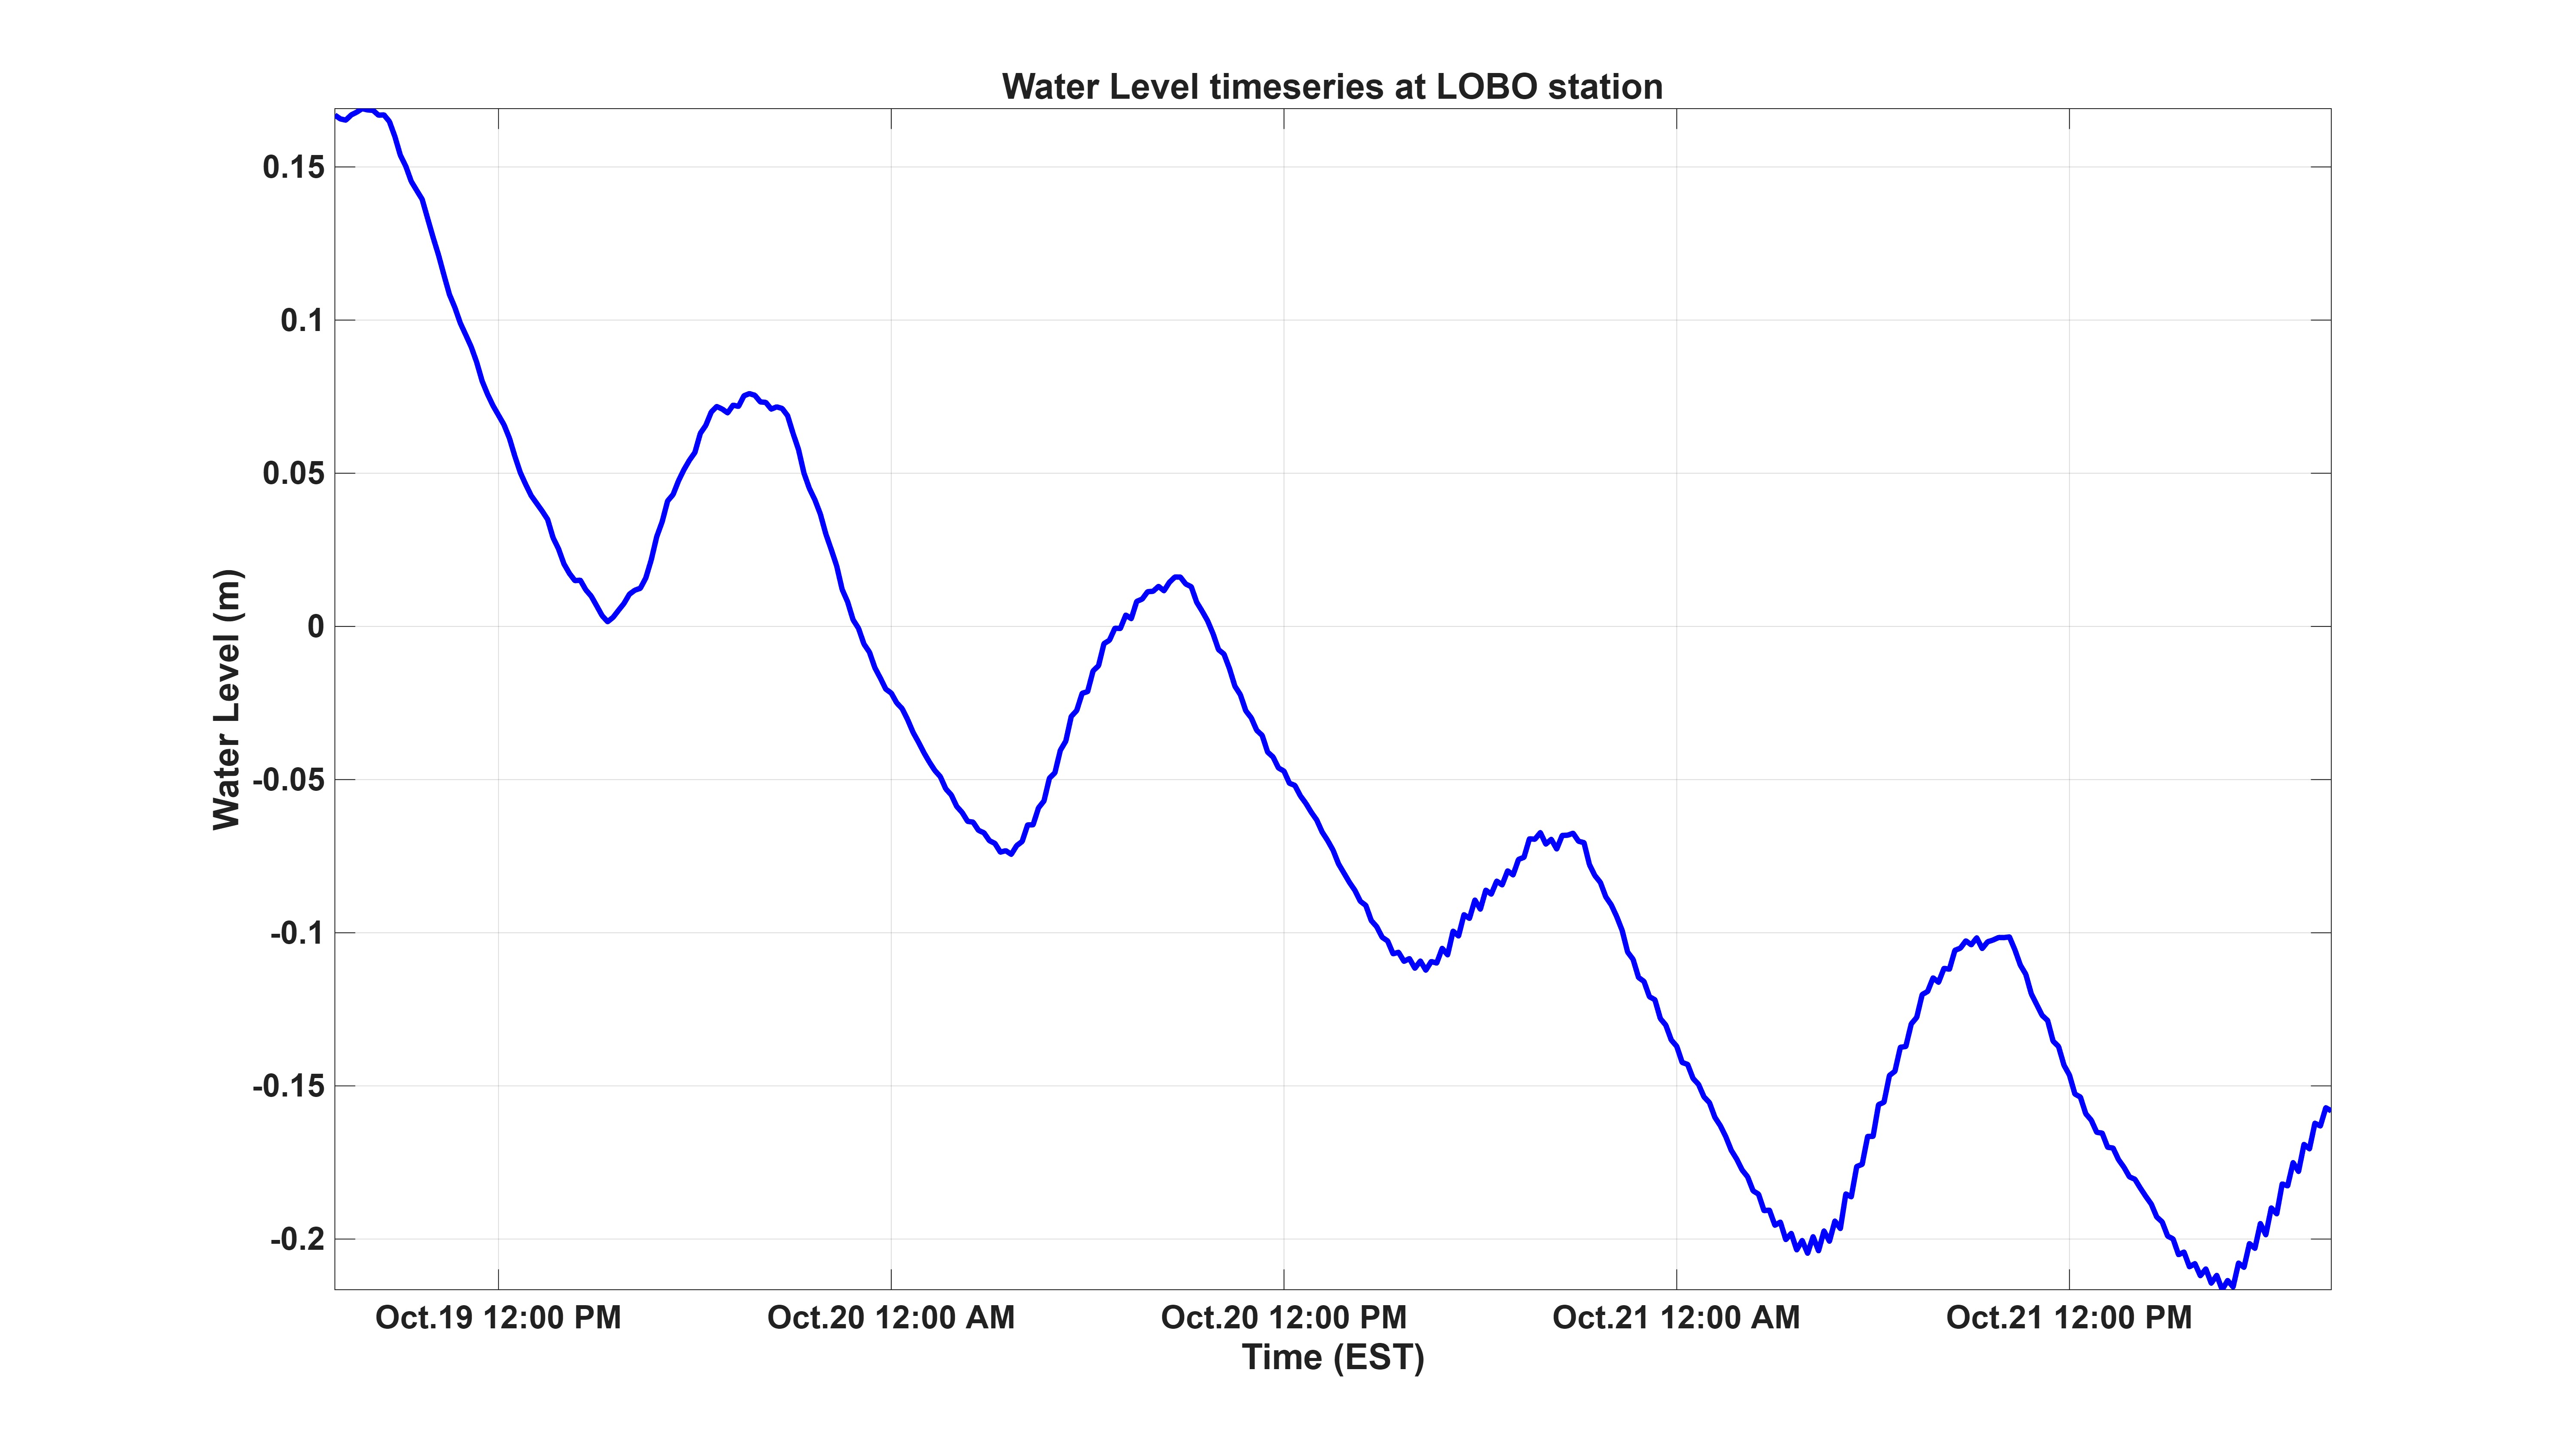 Water Level timeseries at LOBO station
0.15
0.1
0.05
0
-0.05
-0.1
-0.15
-0.2
Water Level (m)
Oct.19 12:00 PM
Oct.20 12:00 AM
Oct.20 12:00 PM
Oct.21 12:00 AM
Oct.21 12:00 PM
Time (EST)